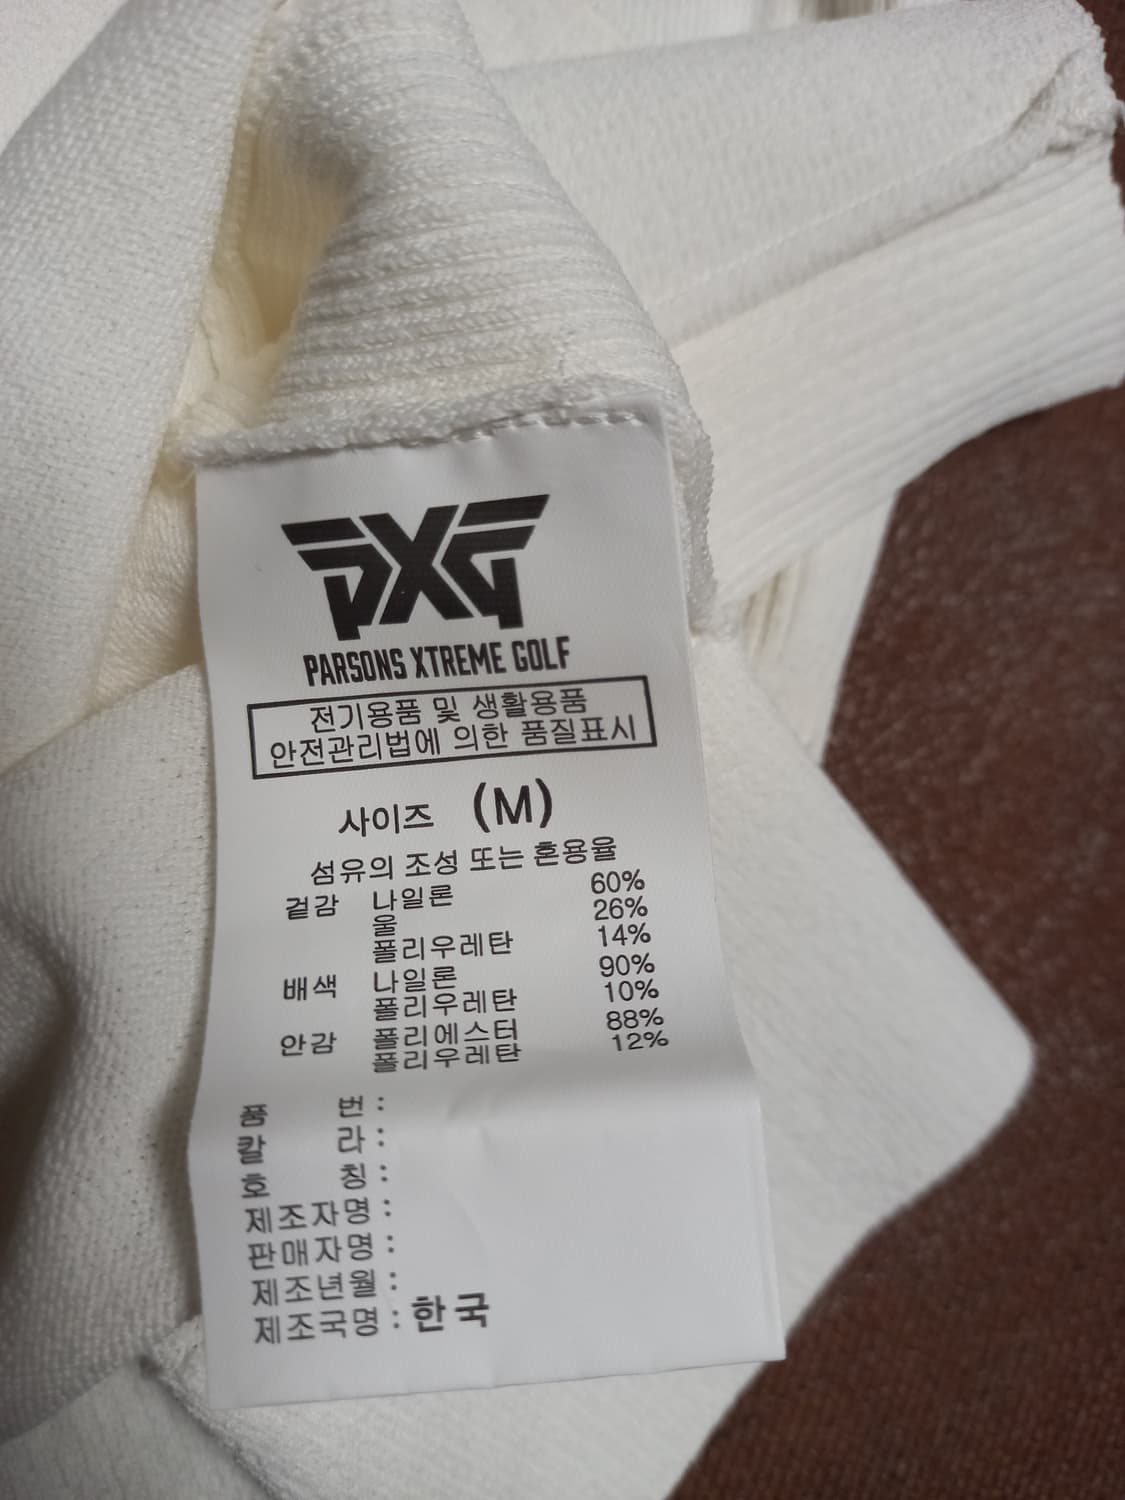 PXG
PARSONS XTREME GOLF
전기용품 및 생활용품
안전관리법에 의한 품질표시
사이즈 (M)
섬유의 조성 또는 혼용율
겉감 나일론 60%
울 26%
폴리우레탄 14%
배색 나일론 90%
폴리우레탄 10%
안감 폴리에스터 88%
폴리우레탄 12%
품 번 :
칼 라 :
호 칭 :
제조자명 :
판매자명 :
제조년월 :
제조국명 : 한국